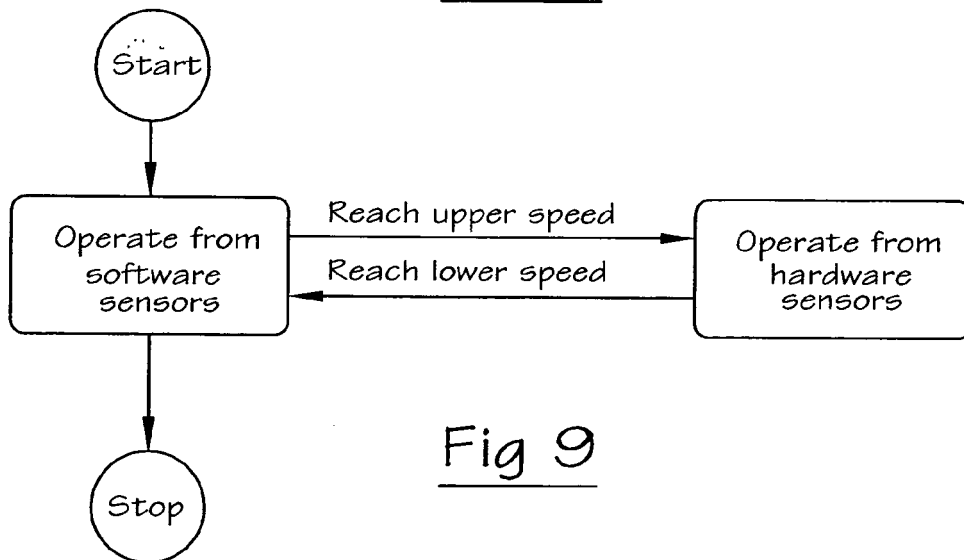 Start
Operate from
software
sensors
Reach upper speed
Reach lower speed
Operate from
hardware
sensors
Stop
Fig 9